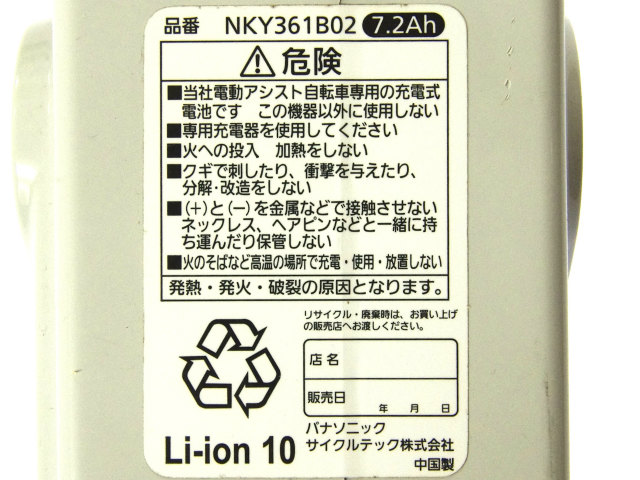 品番 NKY361B02 7.2Ah
危険
■当社電動アシスト自転車専用の充電式
電池です この機器以外に使用しない
■専用充電器を使用してください
■火への投入 加熱をしない
■クギで刺したり、衝撃を与えたり、
分解・改造をしない
■(+)と(−)を金属などで接触させない
ネックレス、ヘアピンなどと一緒に持
ち運んだり保管しない
■火のそばなど高温の場所で充電・使用・放置しない
発熱・発火・破裂の原因となります。
リサイクル・廃棄時は、お買い上げ
の販売店へお渡しください。
店名
販売日 年 月 日
Li-ion 10
パナソニック
サイクルテック株式会社
中国製